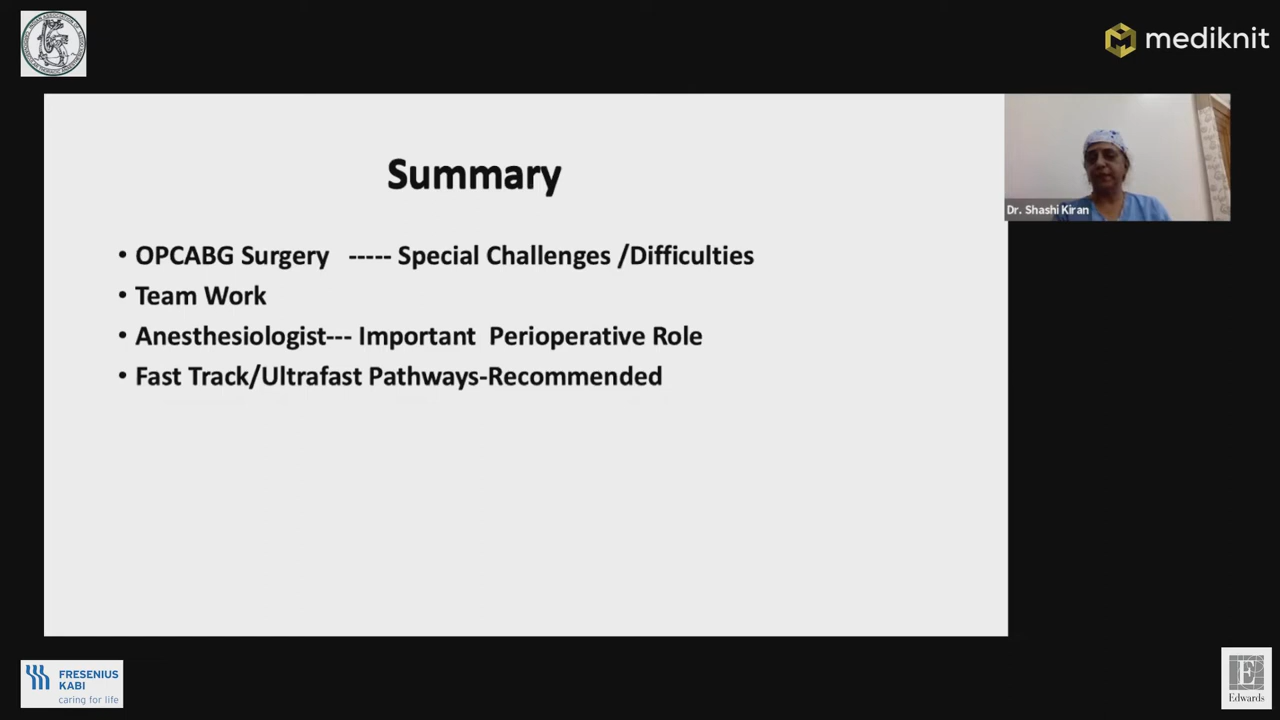 mediknit
Summary
Dr. Shashi Kiran
• OPCABG Surgery ----- Special Challenges /Difficulties
• Team Work
• Anesthesiologist--- Important Perioperative Role
• Fast Track/Ultrafast Pathways-Recommended
FRESENIUS
KABI
caring for life
E
Edwards